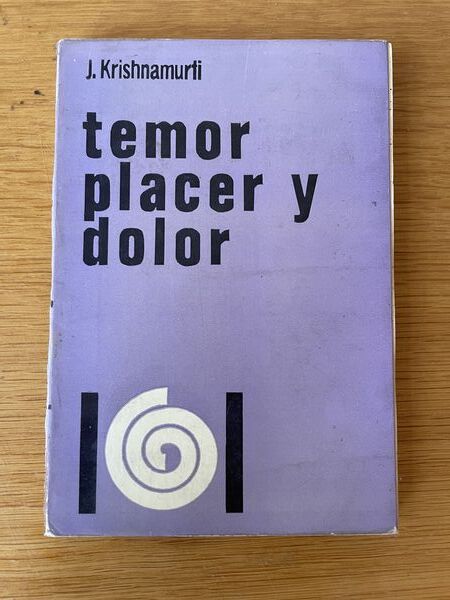 J. Krishnamurti
temor
placer y
dolor